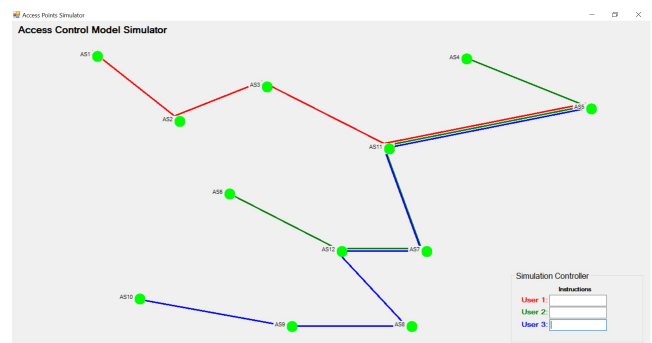 Access Points Simulator
Access Control Model Simulator
AS1
AS4
AS3
AS5
AS2
AS11
AS6
AS12
AS7
AS10
AS9
AS8
Simulation Controller
Instructions
User 1:
User 2:
User 3: